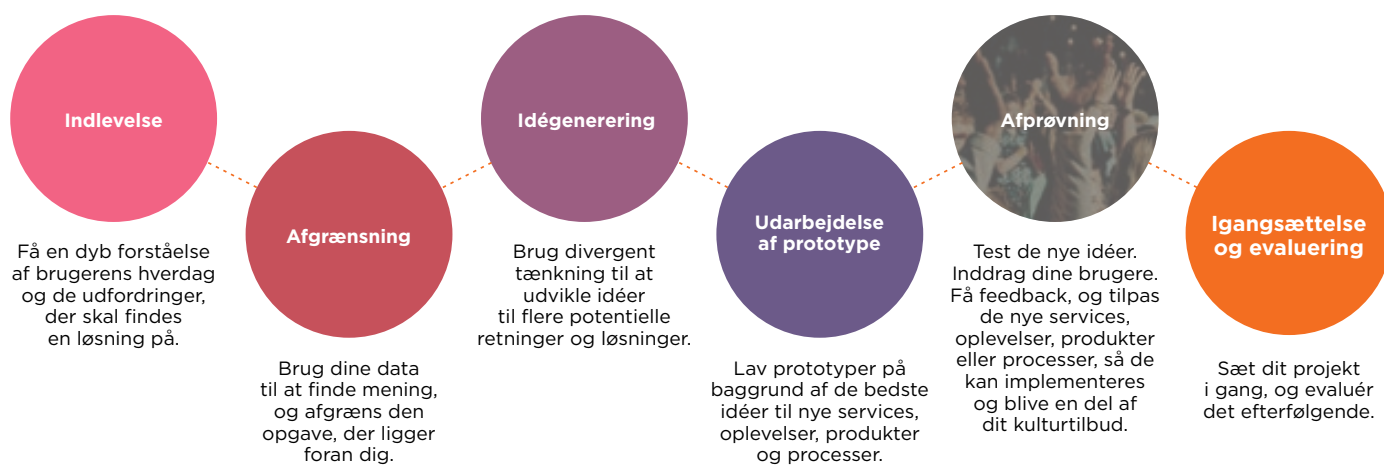 Indlevelse
Få en dyb forståelse
af brugerens hverdag
og de udfordringer,
der skal findes
en løsning på.
Afgrænsning
Brug dine data
til at finde mening,
og afgræns den
opgave, der ligger
foran dig.
Idégenerering
Brug divergent
tænkning til at
udvikle idéer
til flere potentielle
retninger og løsninger.
Udarbejdelse
af prototype
Lav prototyper på
baggrund af de bedste
idéer til nye services,
oplevelser, produkter
og processer.
Afprøvning
Test de nye idéer.
Inddrag dine brugere.
Få feedback, og tilpas
de nye services,
oplevelser, produkter
eller processer, så de
kan implementeres
og blive en del af
dit kulturtilbud.
Igangsættelse
og evaluering
Sæt dit projekt
i gang, og evaluér
det efterfølgende.